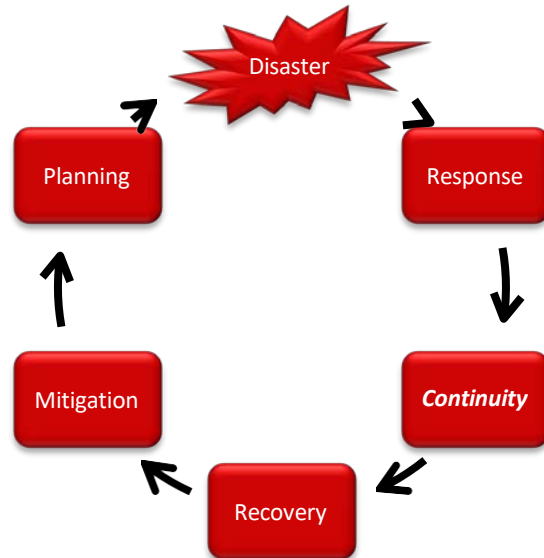 Disaster
Response
Continuity
Recovery
Mitigation
Planning